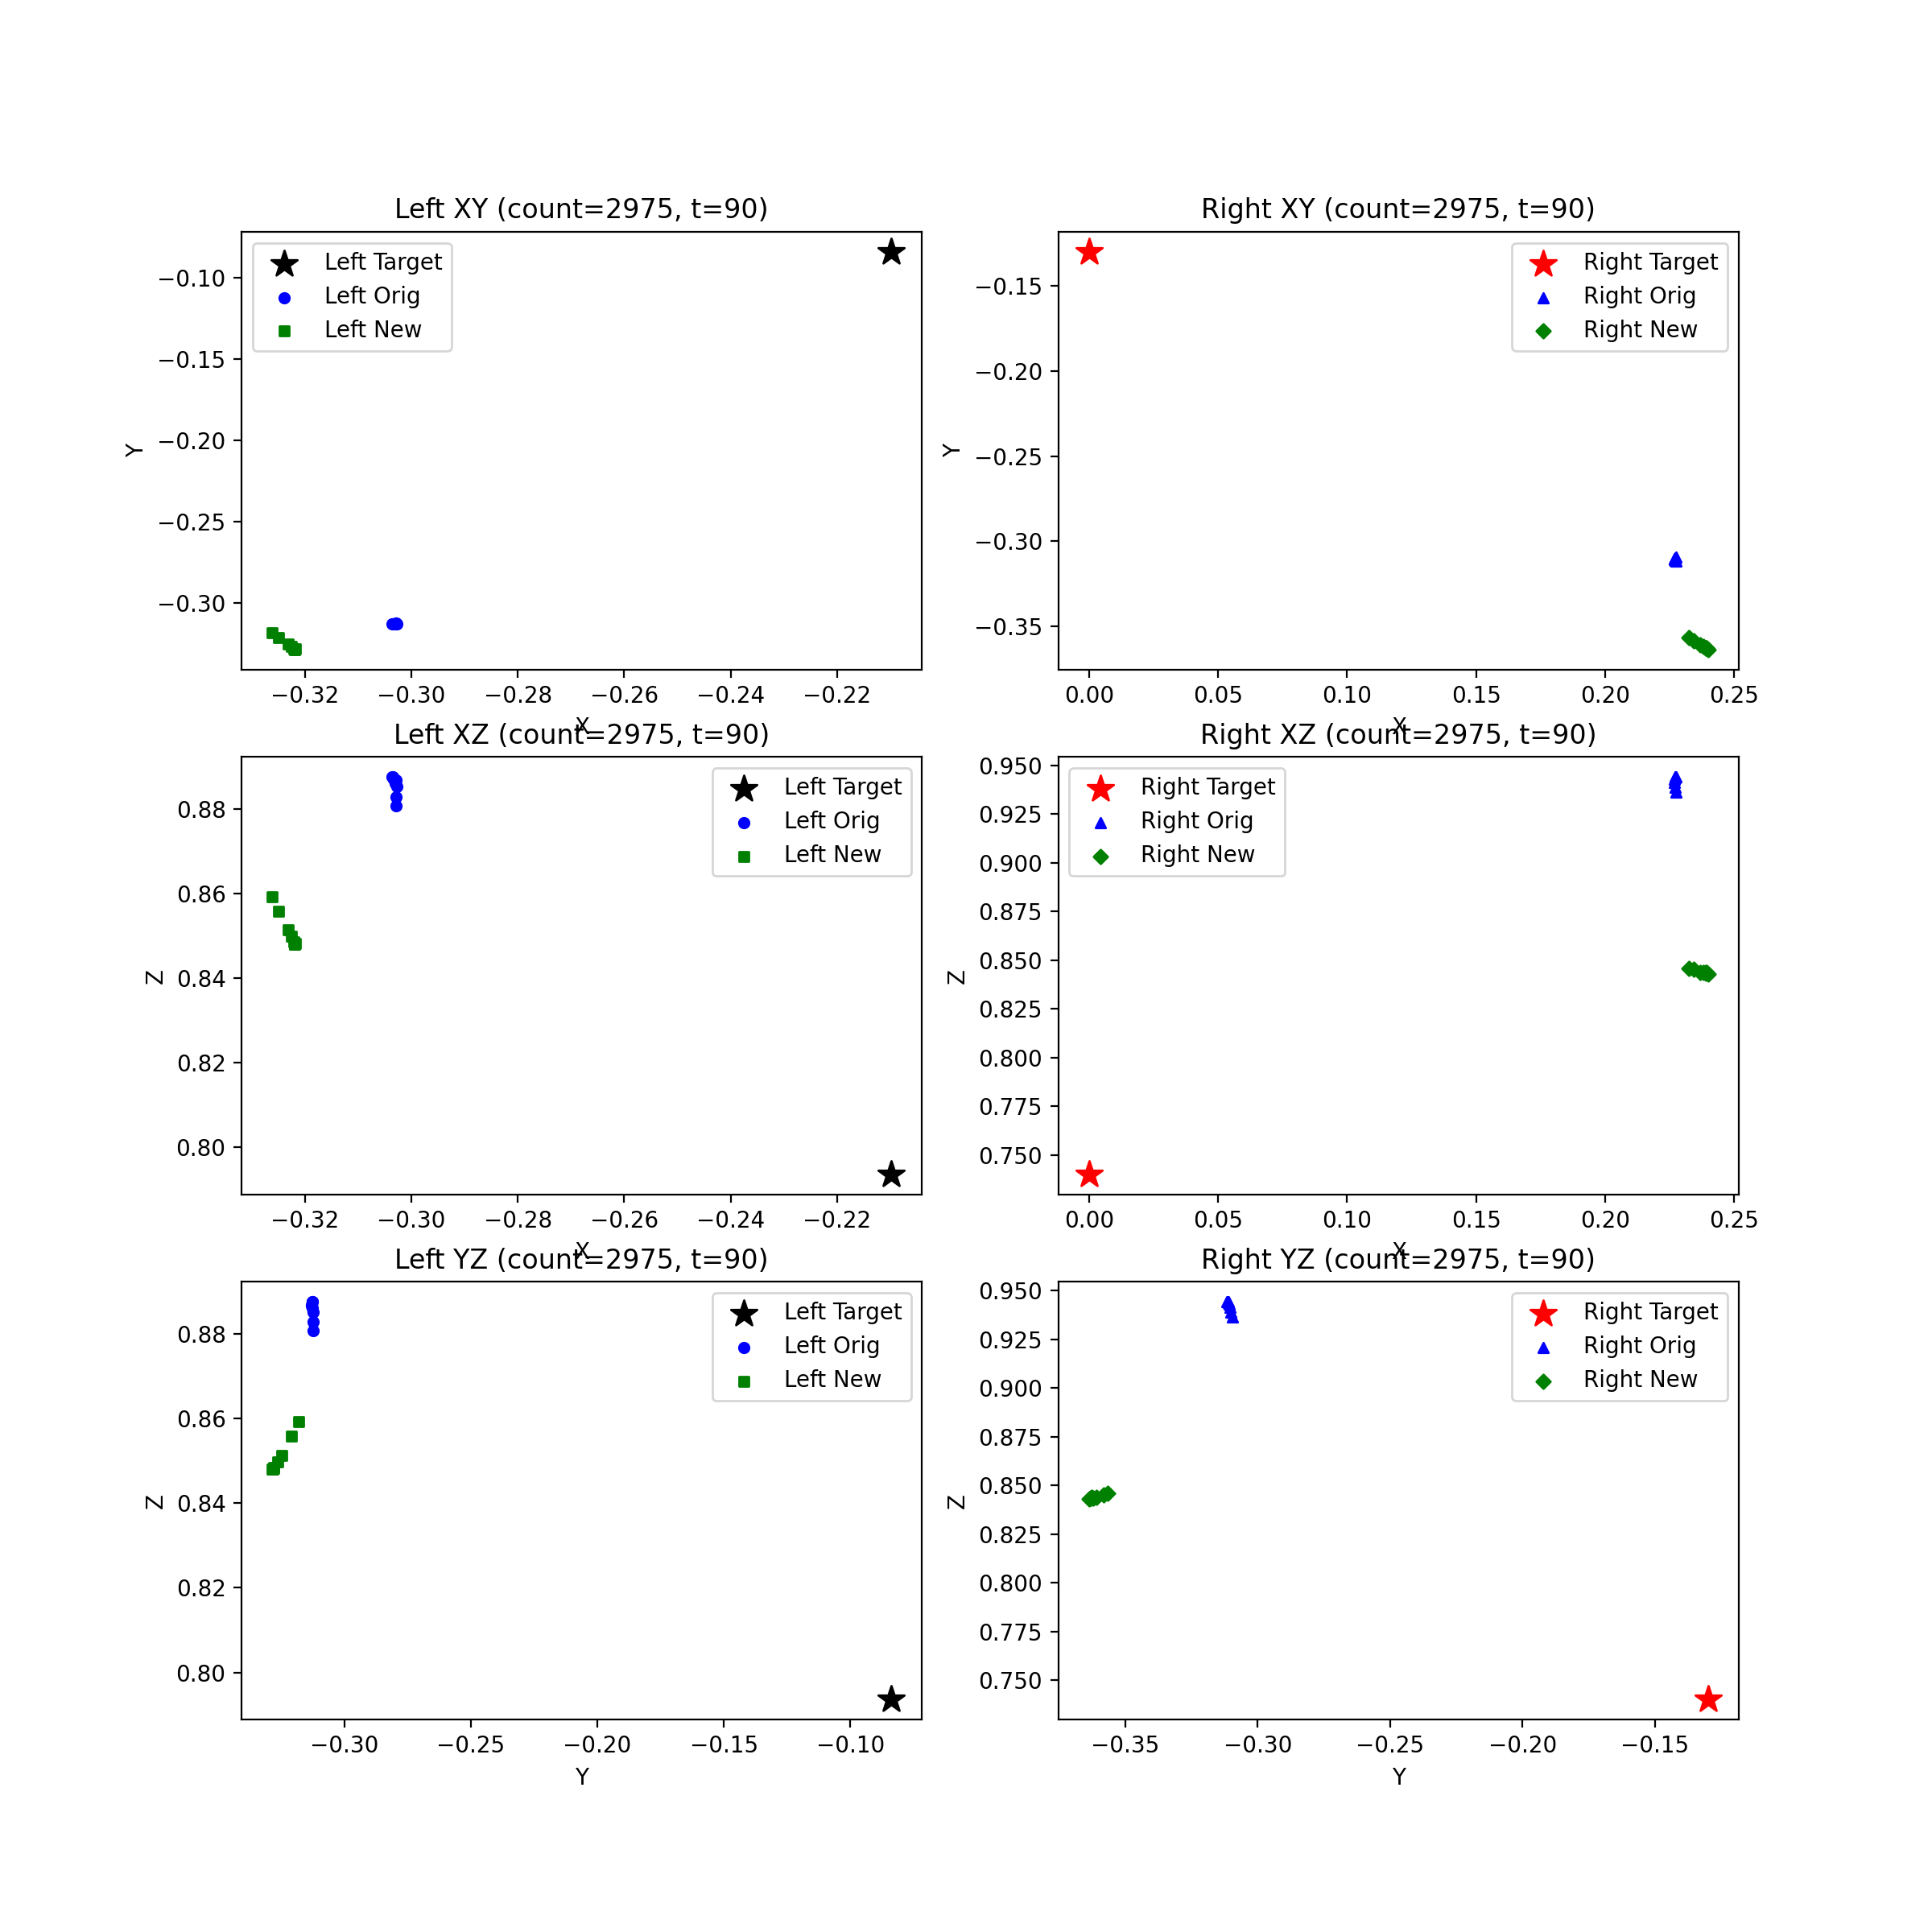 Left XY (count=2975, t=90)
Left Target
Left Orig
Left New
−0.10
−0.15
−0.20
−0.25
−0.30
Y
−0.32 −0.30 −0.28 −0.26 −0.24 −0.22
X
Right XY (count=2975, t=90)
Right Target
Right Orig
Right New
−0.15
−0.20
−0.25
−0.30
−0.35
Y
0.00 0.05 0.10 0.15 0.20 0.25
X
Left XZ (count=2975, t=90)
Left Target
Left Orig
Left New
0.88
0.86
0.84
0.82
0.80
Z
−0.32 −0.30 −0.28 −0.26 −0.24 −0.22
X
Right XZ (count=2975, t=90)
Right Target
Right Orig
Right New
0.950
0.925
0.900
0.875
0.850
0.825
0.800
0.775
0.750
Z
0.00 0.05 0.10 0.15 0.20 0.25
X
Left YZ (count=2975, t=90)
Left Target
Left Orig
Left New
0.88
0.86
0.84
0.82
0.80
Z
−0.30 −0.25 −0.20 −0.15 −0.10
Y
Right YZ (count=2975, t=90)
Right Target
Right Orig
Right New
0.950
0.925
0.900
0.875
0.850
0.825
0.800
0.775
0.750
Z
−0.35 −0.30 −0.25 −0.20 −0.15
Y